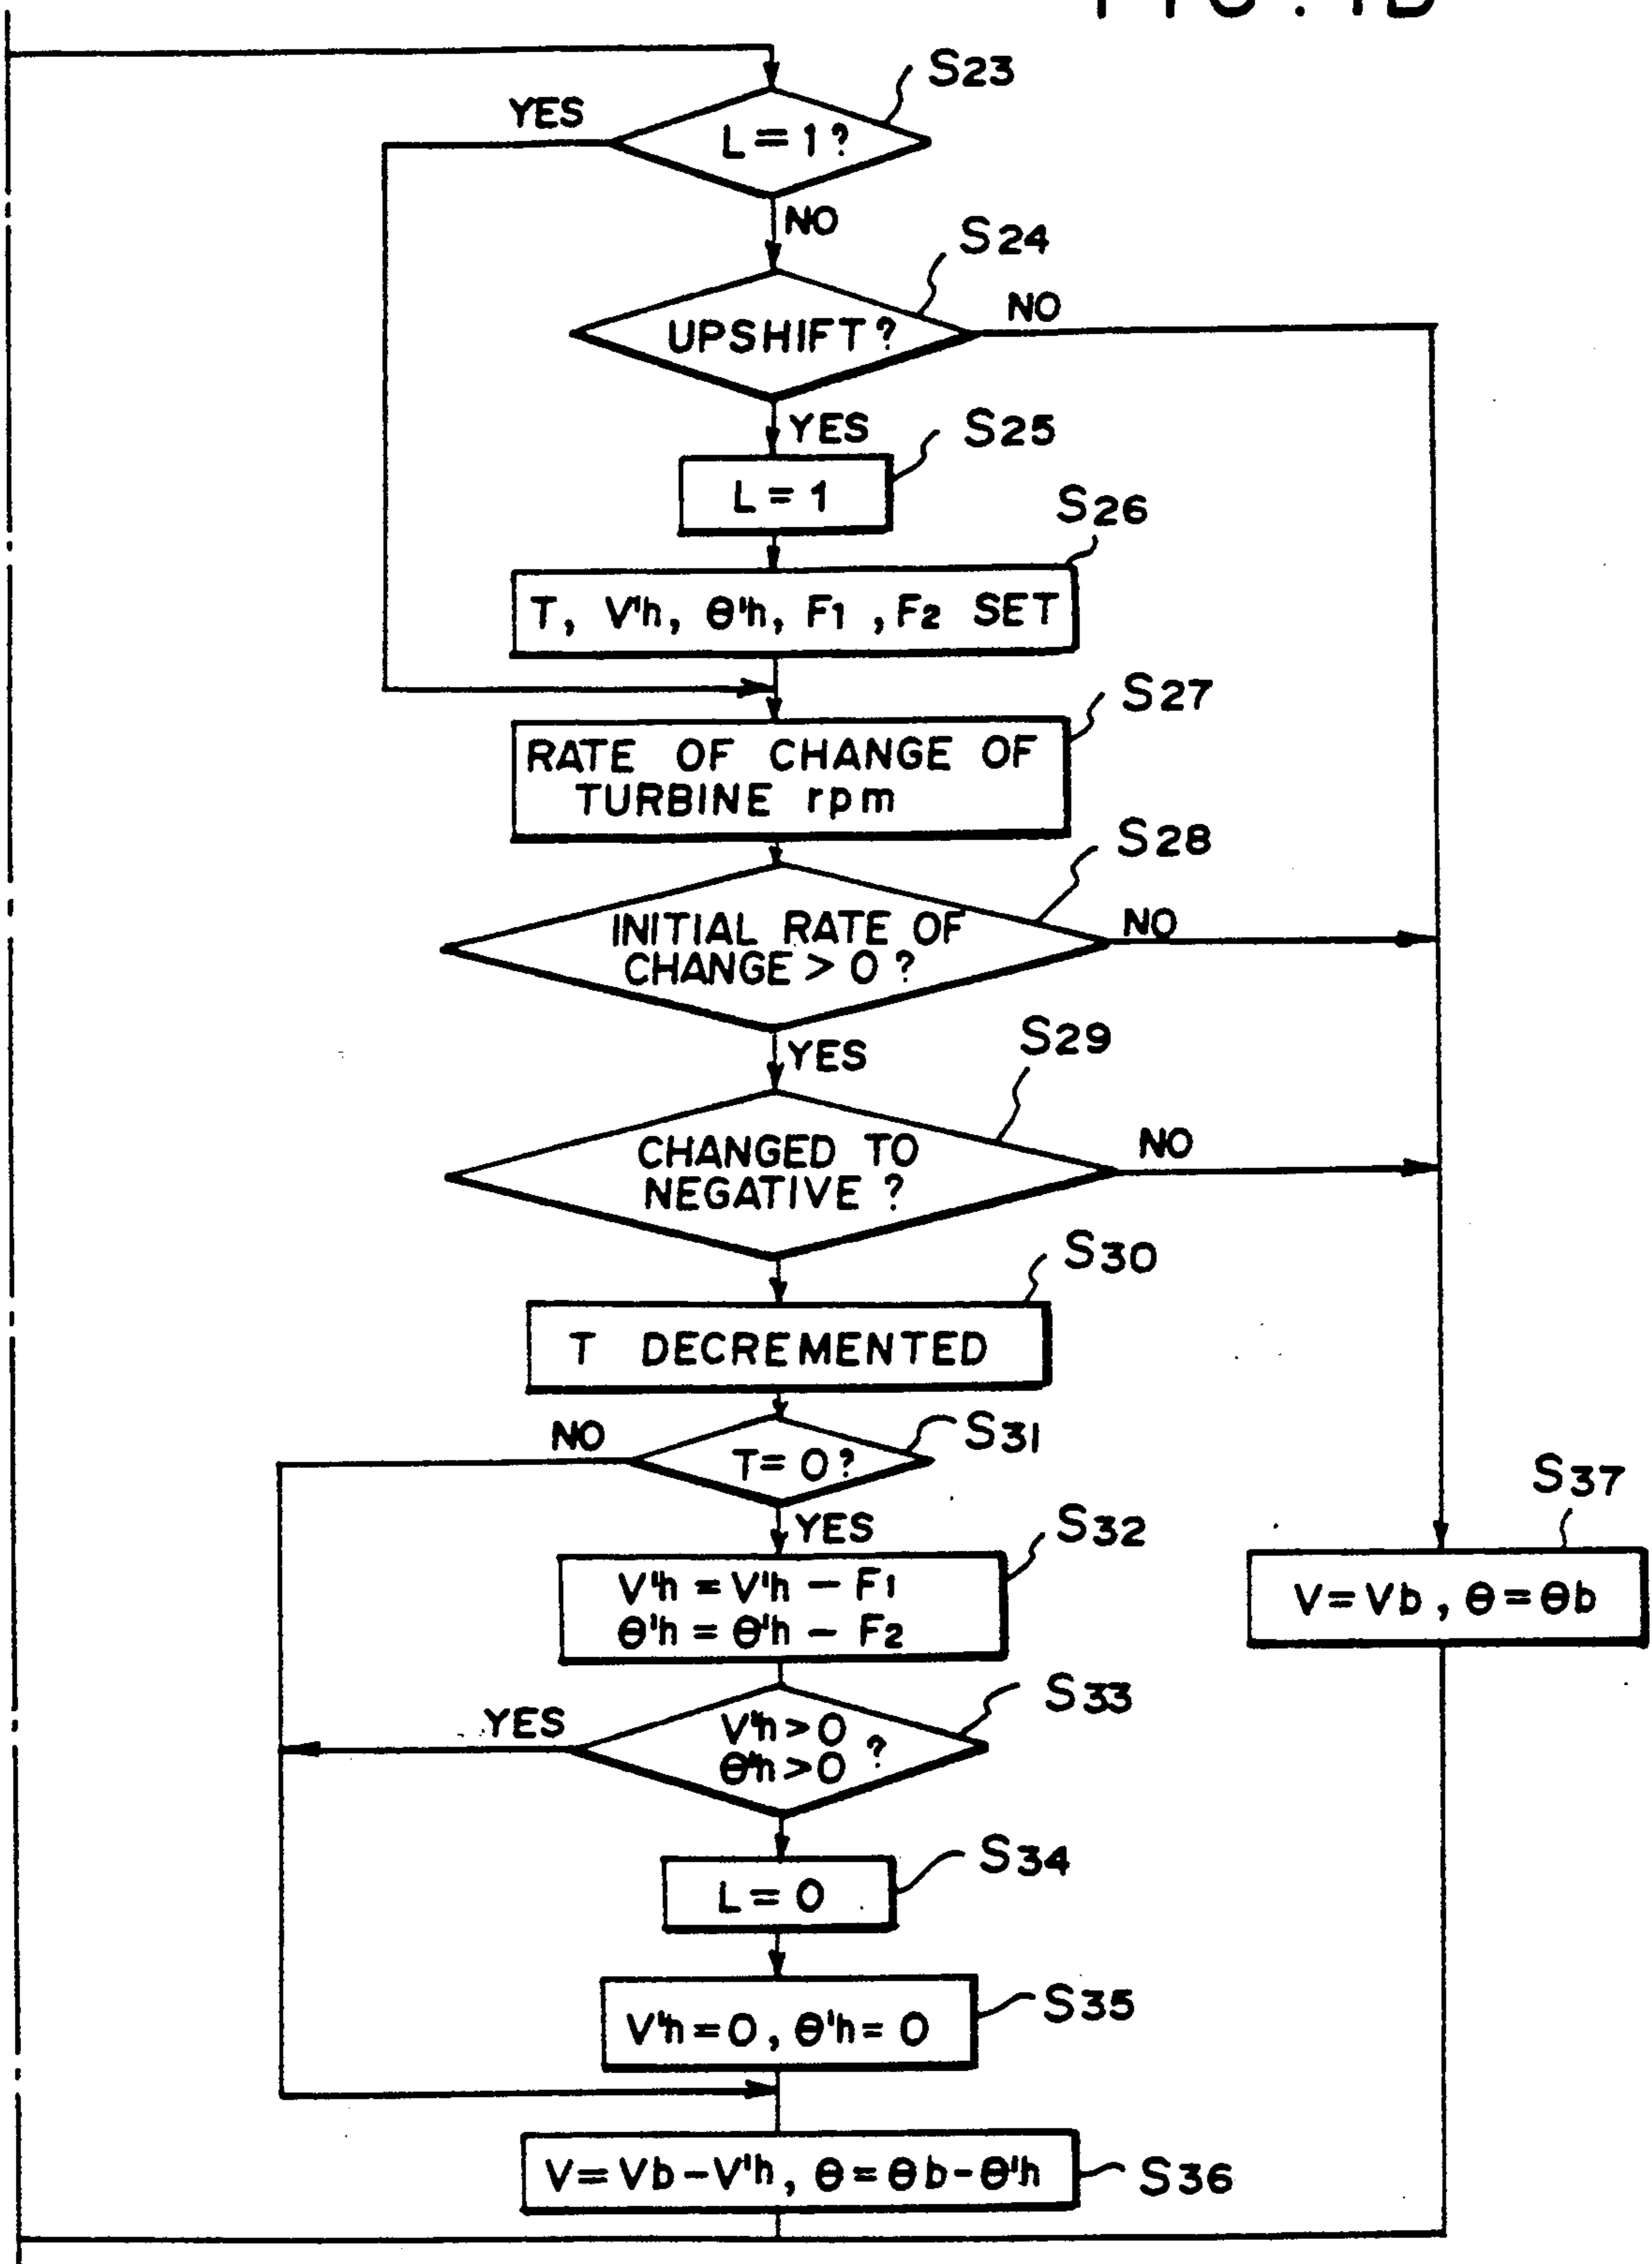 FIG. 4B
S23
YES
L = 1 ?
NO
S24
NO
UPSHIFT ?
YES
S25
L = 1
S26
T, V'h, θ'h, F1 , F2 SET
S27
RATE OF CHANGE OF
TURBINE rpm
S28
INITIAL RATE OF
CHANGE > 0 ?
NO
YES
S29
CHANGED TO
NEGATIVE ?
NO
S30
T DECREMENTED
NO
S31
T = 0 ?
YES
S32
S37
V'h = V'h − F1
θ'h = θ'h − F2
V = Vb , θ = θb
S33
YES
V'h > 0
θ'h > 0 ?
S34
L = 0
S35
V'h = 0 , θ'h = 0
V = Vb − V'h , θ = θb − θ'h
S36